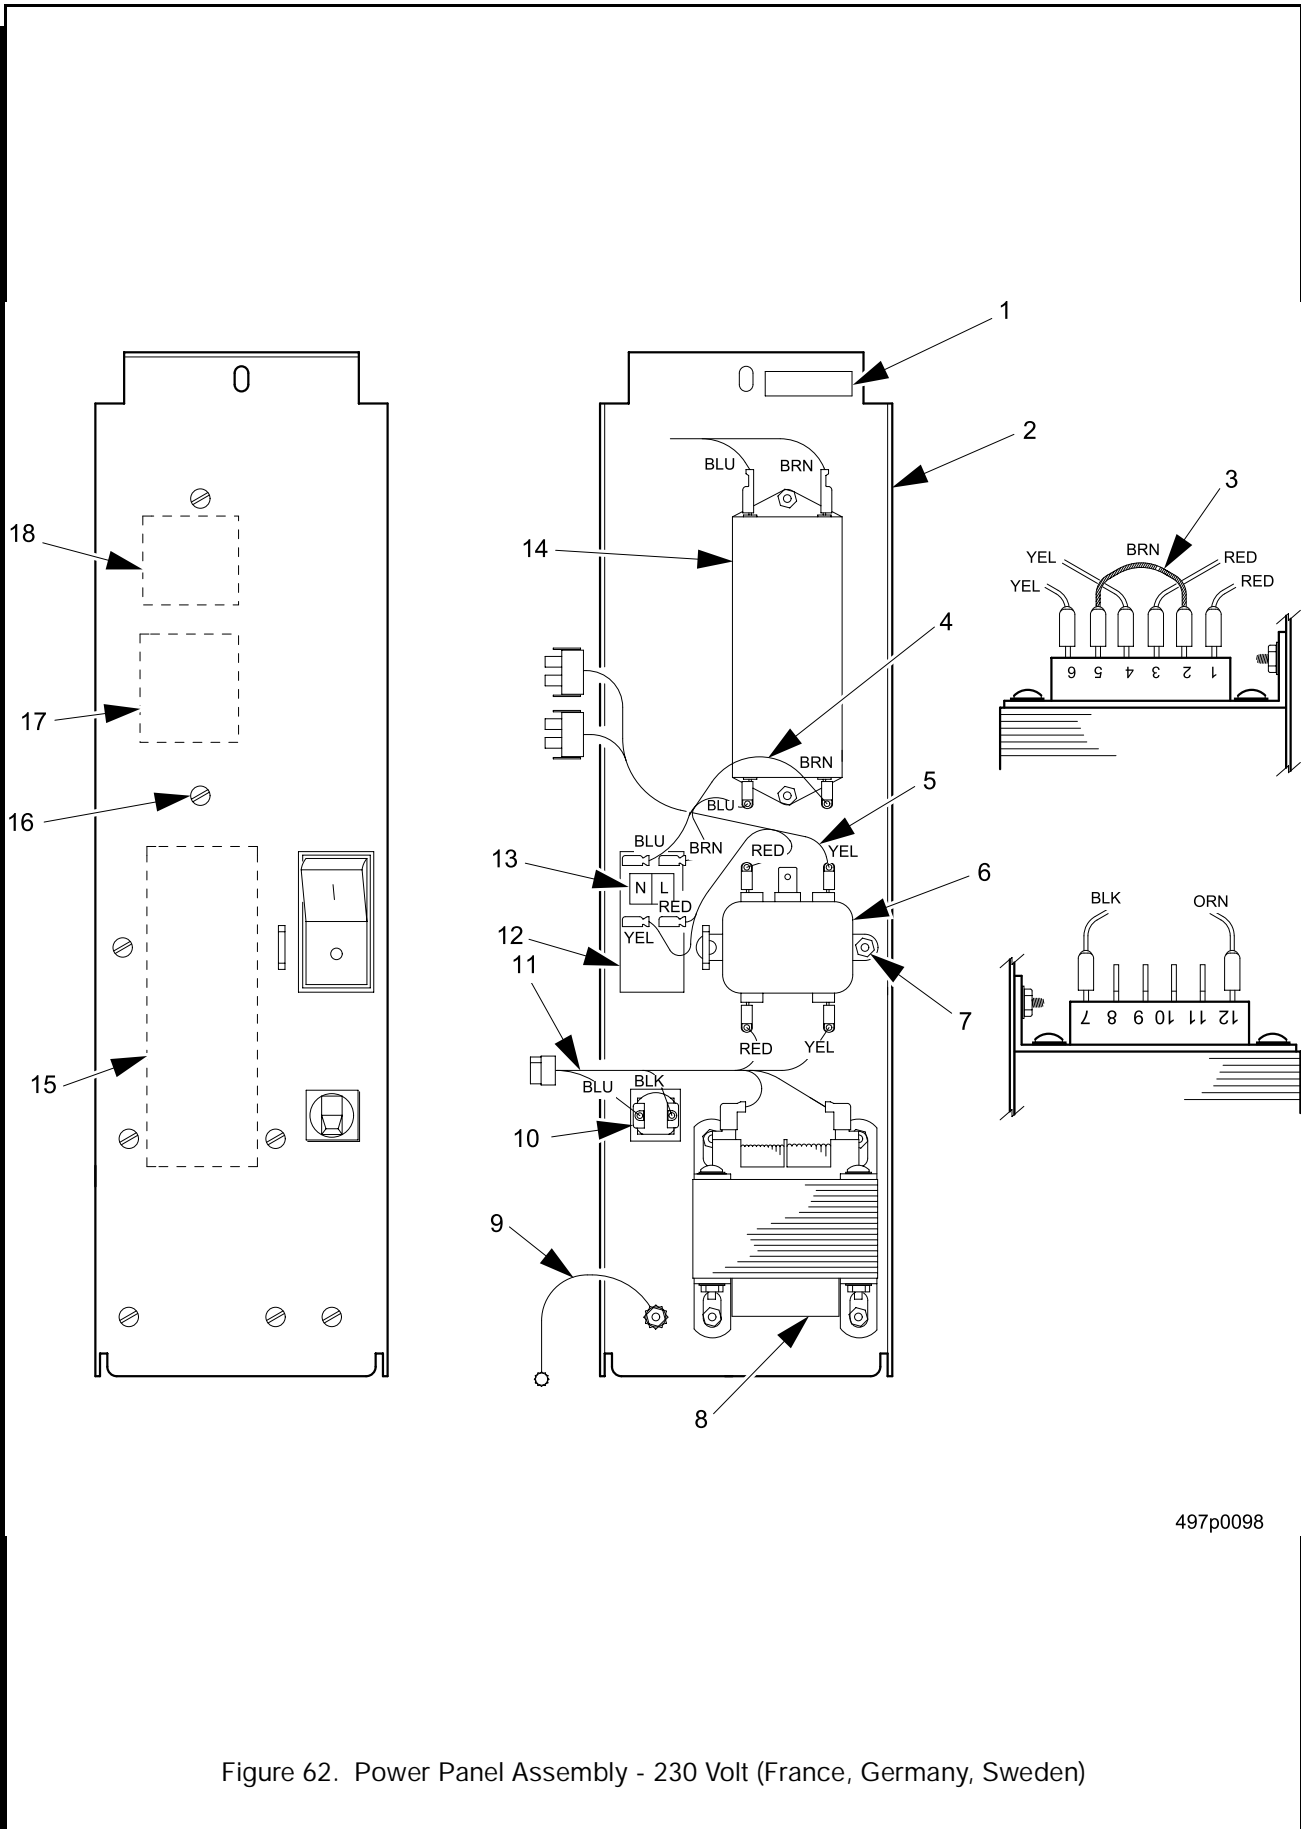 1
2
BLU BRN
3
18
14
YEL
BRN
RED
YEL
RED
4
6 5 4 3 2 1
17
BRN
5
16
BLU
BLU
BRN
RED
YEL
13
N L
6
RED
BLK ORN
12
YEL
11
7
7 8 9 10 11 12
RED YEL
15
BLU BLK
10
9
8
497p0098
Figure 62. Power Panel Assembly - 230 Volt (France, Germany, Sweden)